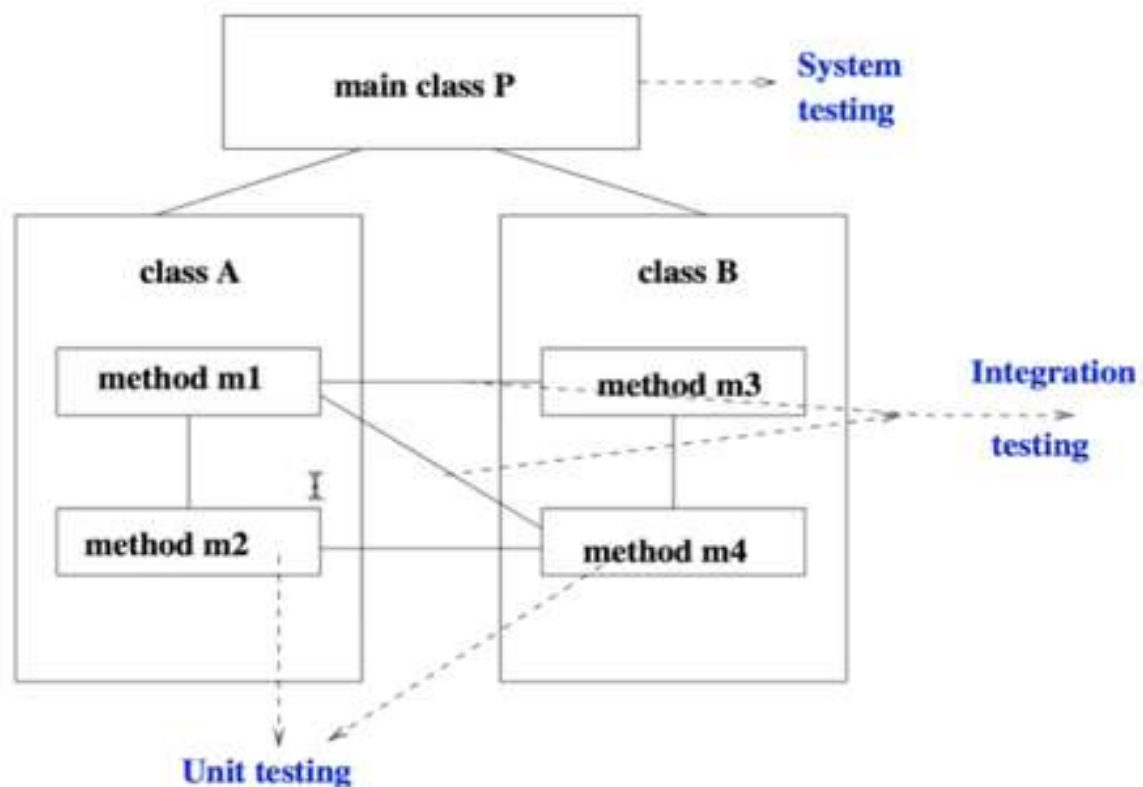 main class P
System
testing
class A
class B
method m1
method m3
Integration
testing
method m2
method m4
Unit testing